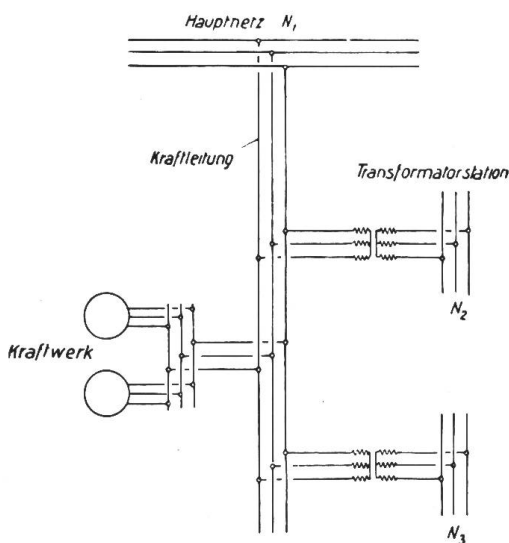 Hauptnetz N₁
Kraftleitung
Transformatorstation
N₂
Kraftwerk
N₃